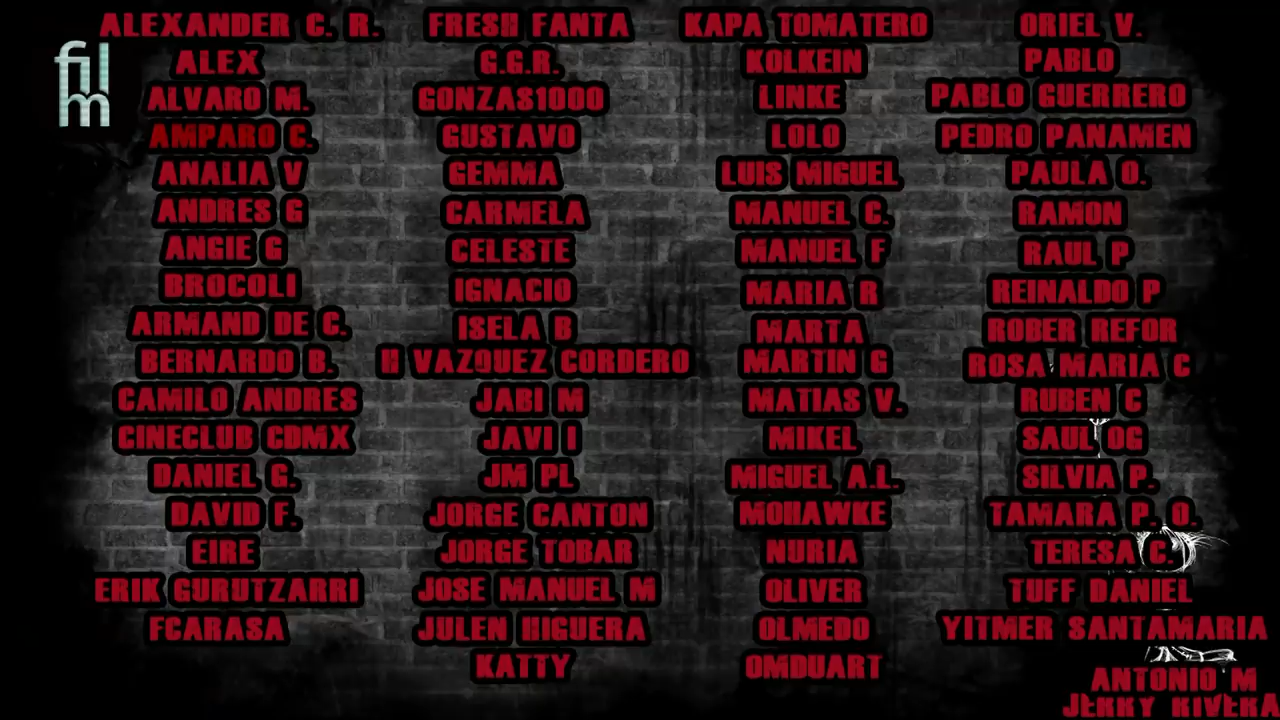 film
ALEXANDER C. R.
ALEX
ALVARO M.
AMPARO C.
ANALIA V
ANDRES G
ANGIE G
BROCOLI
ARMAND DE C.
BERNARDO B.
CAMILO ANDRES
CINECLUB CDMX
DANIEL G.
DAVID F.
EIRE
ERIK GURUTZARRI
FCARASA
FRESH FANTA
G.G.R.
GONZAS1000
GUSTAVO
GEMMA
CARMELA
CELESTE
IGNACIO
ISELA B
H VAZQUEZ CORDERO
JABI M
JAVI I
JM PL
JORGE CANTON
JORGE TOBAR
JOSE MANUEL M
JULEN HIGUERA
KATTY
KAPA TOMATERO
KOLKEIN
LINKE
LOLO
LUIS MIGUEL
MANUEL C.
MANUEL F
MARIA R
MARTA
MARTIN G
MATIAS V.
MIKEL
MIGUEL A.L.
MOHAWKE
NURIA
OLIVER
OLMEDO
OMDUART
ORIEL V.
PABLO
PABLO GUERRERO
PEDRO PANAMEN
PAULA O.
RAMON
RAUL P
REINALDO P
ROBER REFOR
ROSA MARIA C
RUBEN C
SAUL OG
SILVIA P.
TAMARA P. O.
TERESA C.
TUFF DANIEL
YITMER SANTAMARIA
ANTONIO M
JERRY RIVERA